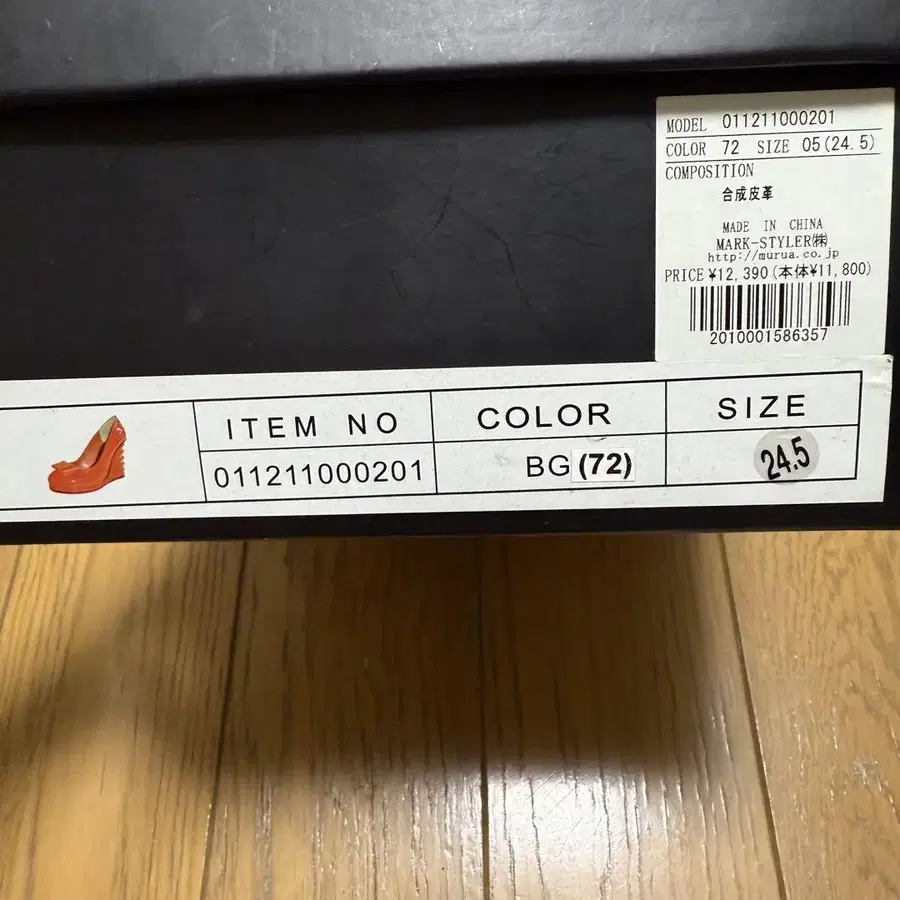 MODEL 011211000201
COLOR 72 SIZE 05(24.5)
COMPOSITION
合成皮革
MADE IN CHINA
MARK-STYLER㈱
http://murua.co.jp
PRICE ¥12,390(本体¥11,800)
2010001586357
ITEM NO COLOR SIZE
011211000201 BG(72) 24.5